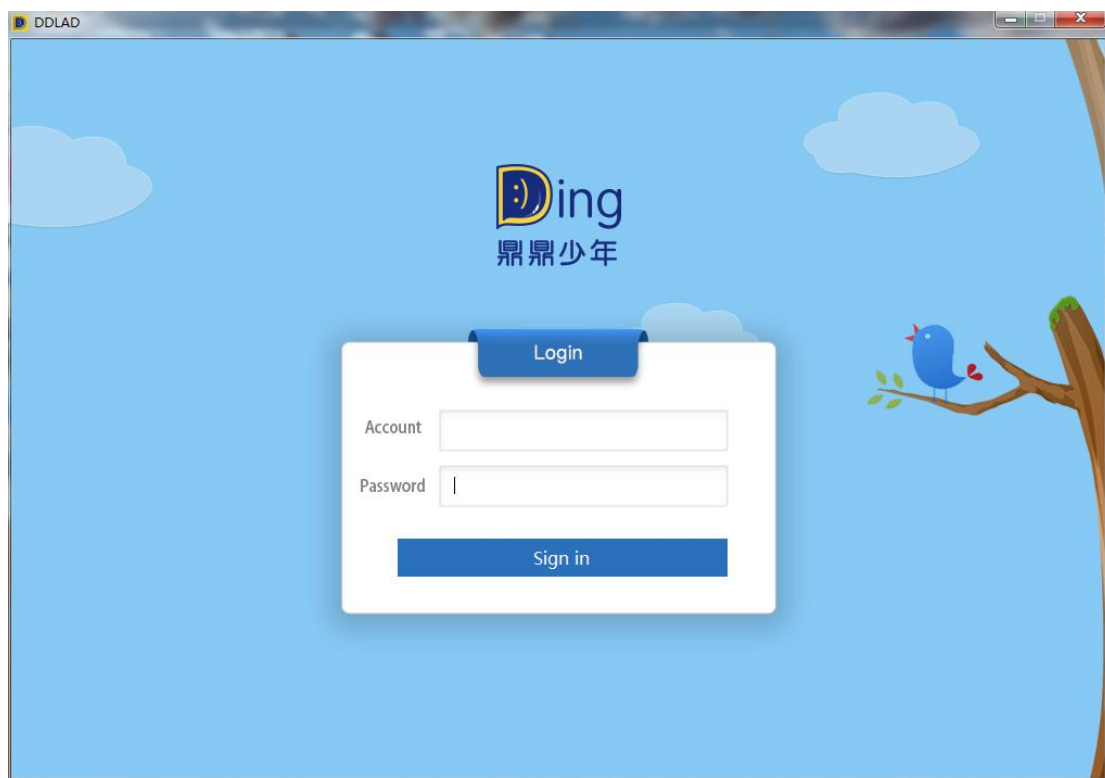 DDLAD
Ding
鼎鼎少年
Login
Account
Password
Sign in